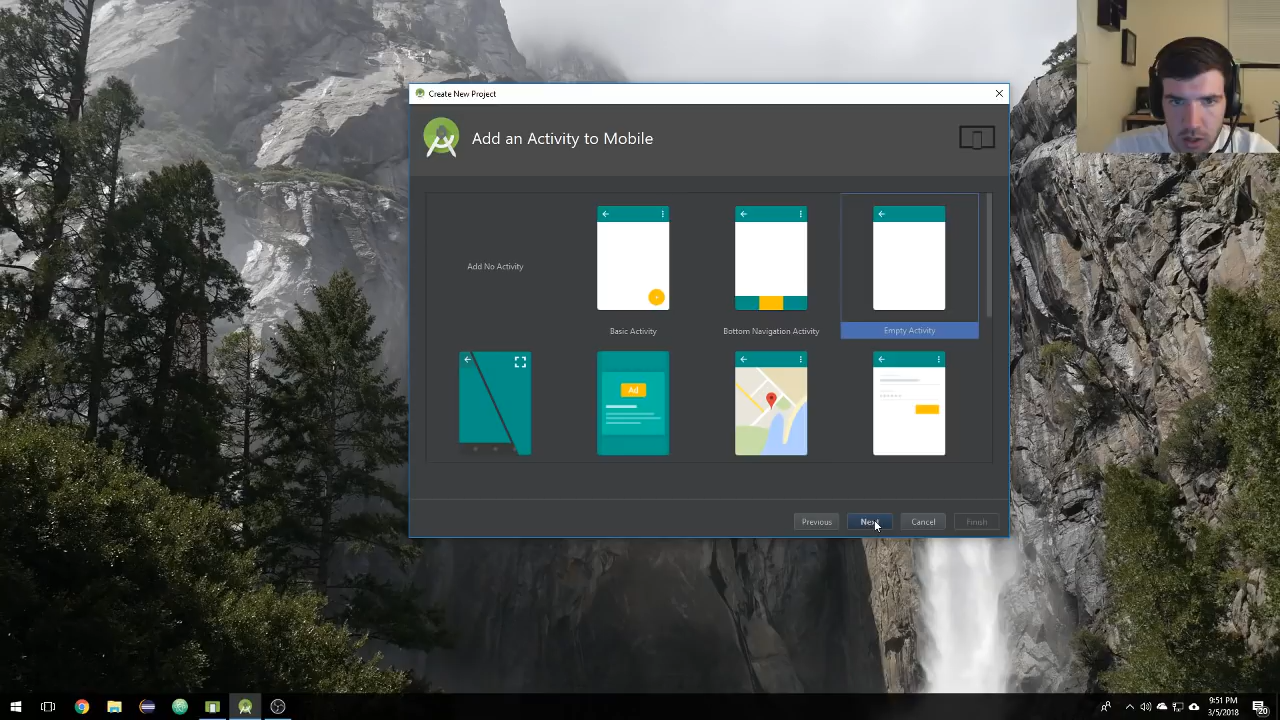 Create New Project
Add an Activity to Mobile
Add No Activity
Basic Activity
Bottom Navigation Activity
Empty Activity
Ad
Previous
Next
Cancel
Finish
9:51 PM
3/5/2018
20